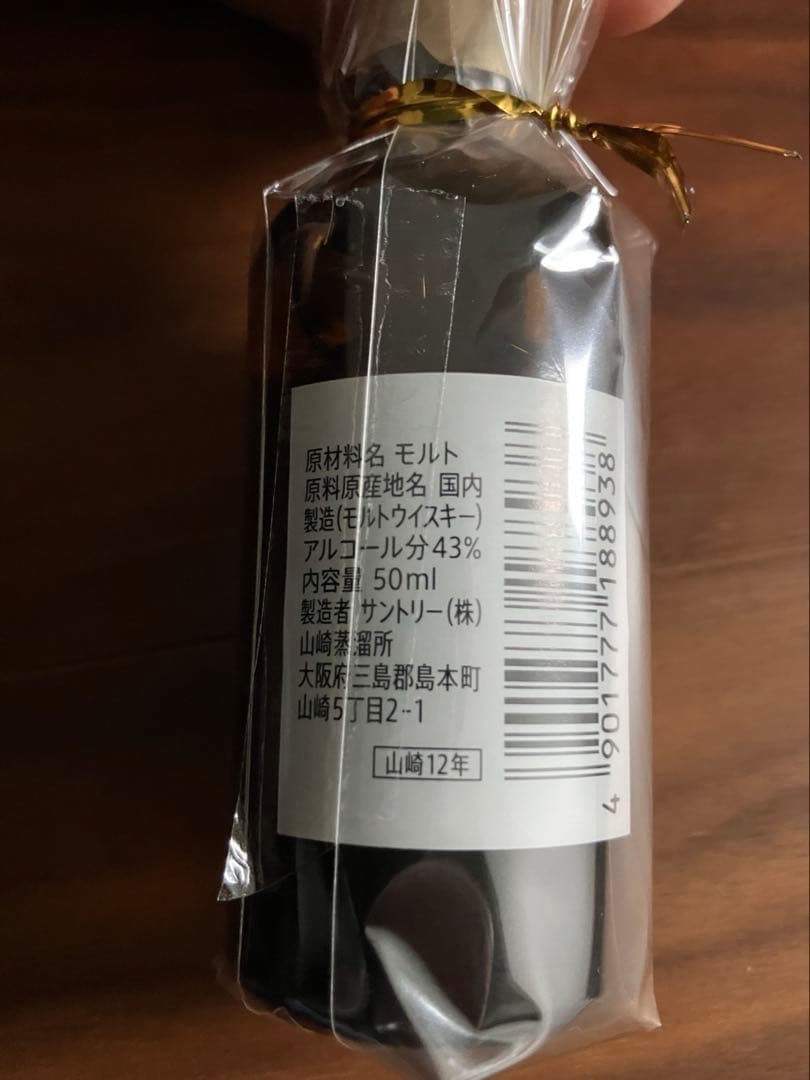 原材料名 モルト
原料原産地名 国内
製造(モルトウイスキー)
アルコール分43%
内容量 50ml
製造者 サントリー(株)
山崎蒸溜所
大阪府三島郡島本町
山崎5丁目2-1
山崎12年
4 901777 188938